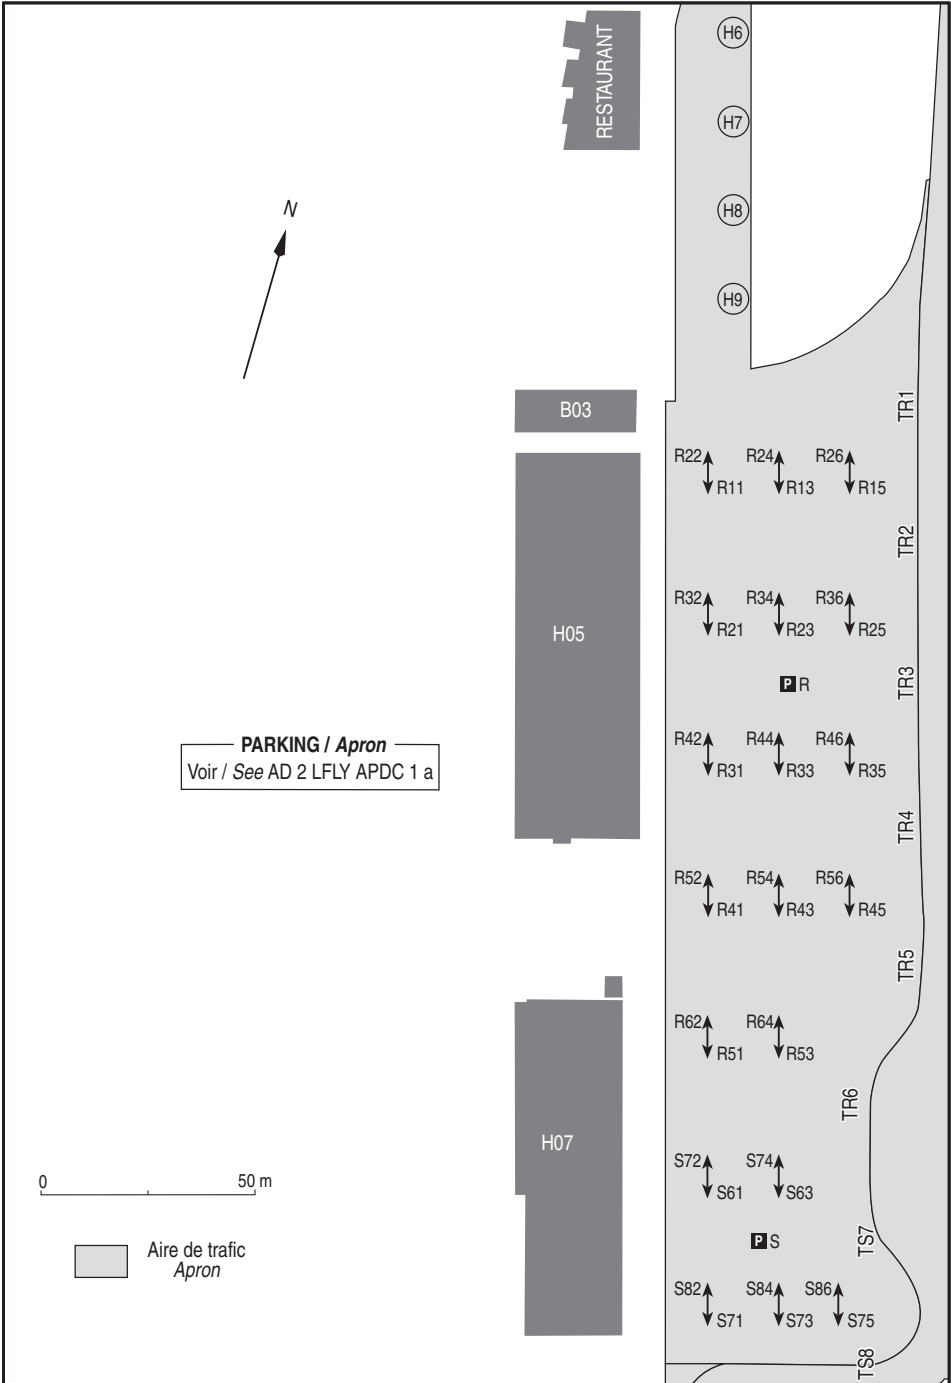 H6
RESTAURANT
H7
N
H8
H9
B03
TR1
R22 R24 R26
R11 R13 R15
TR2
R32 R34 R36
H05
R21 R23 R25
P R
TR3
PARKING / Apron
Voir / See AD 2 LFLY APDC 1 a
R42 R44 R46
R31 R33 R35
TR4
R52 R54 R56
R41 R43 R45
TR5
R62 R64
R51 R53
TR6
H07
S72 S74
S61 S63
0 50 m
P S
TS7
Aire de trafic
Apron
S82 S84 S86
S71 S73 S75
TS8